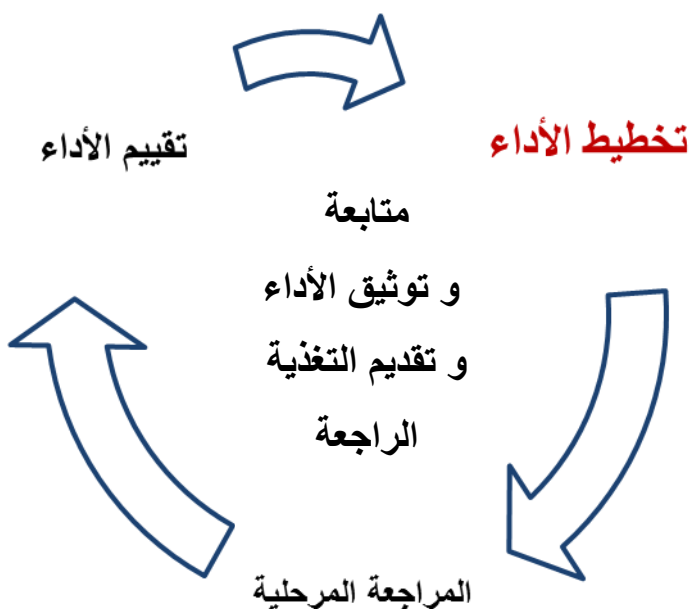 تخطيط الأداء
تقييم الأداء
متابعة
و توثيق الأداء
و تقديم التغذية
الراجعة
المراجعة المرحلية